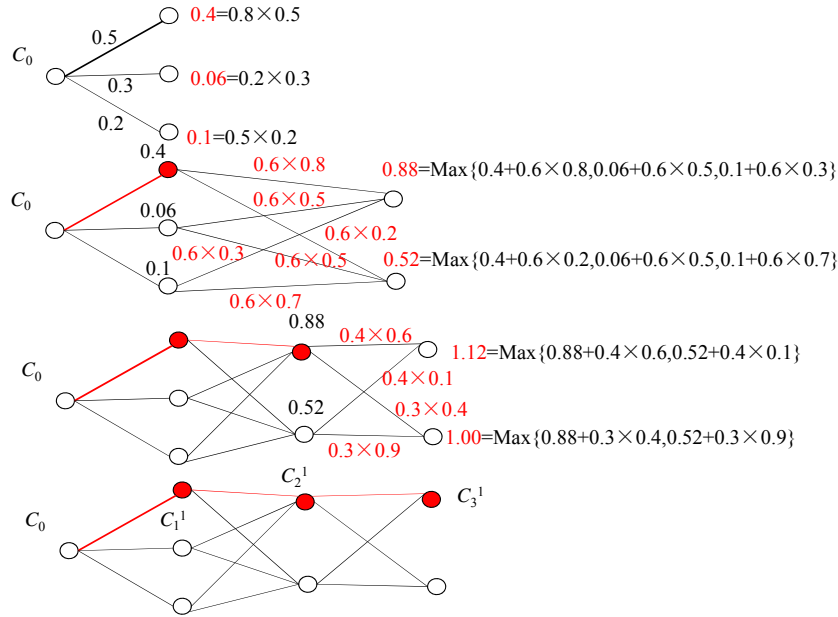 0.4=0.8×0.5
0.5
C₀
0.3
0.06=0.2×0.3
0.2
0.1=0.5×0.2
0.4
0.6×0.8
0.88=Max{0.4+0.6×0.8,0.06+0.6×0.5,0.1+0.6×0.3}
C₀
0.06
0.6×0.5
0.6×0.2
0.6×0.3
0.1
0.6×0.5
0.52=Max{0.4+0.6×0.2,0.06+0.6×0.5,0.1+0.6×0.7}
0.6×0.7
0.88
0.4×0.6
1.12=Max{0.88+0.4×0.6,0.52+0.4×0.1}
C₀
0.4×0.1
0.52
0.3×0.4
0.3×0.9
1.00=Max{0.88+0.3×0.4,0.52+0.3×0.9}
C₂¹
C₀
C₁¹
C₃¹